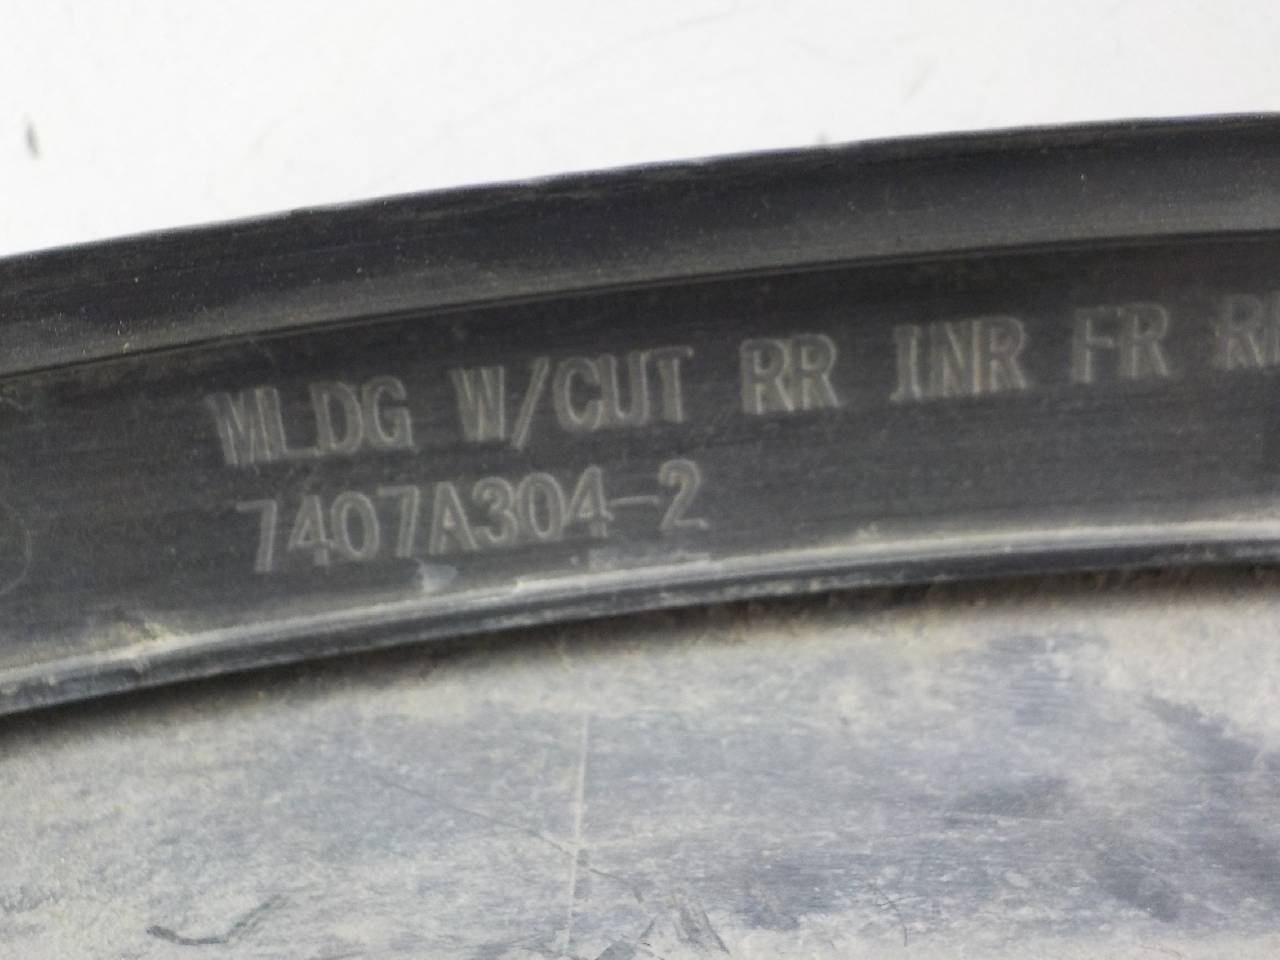 MLDG W/CUT RR INR FR
7407A304-2